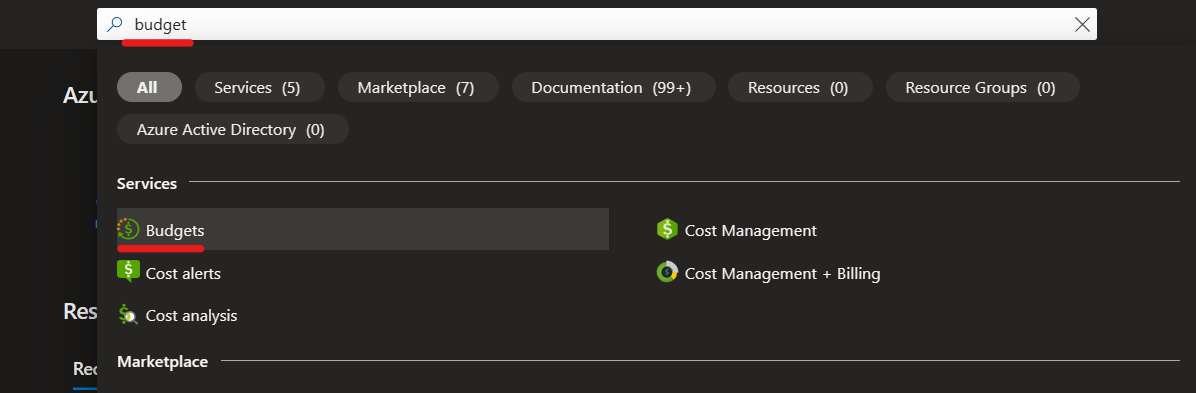 budget
All Services (5) Marketplace (7) Documentation (99+) Resources (0) Resource Groups (0)
Azu
Azure Active Directory (0)
Services
Budgets Cost Management
Cost alerts Cost Management + Billing
Res
Cost analysis
Marketplace
Rec